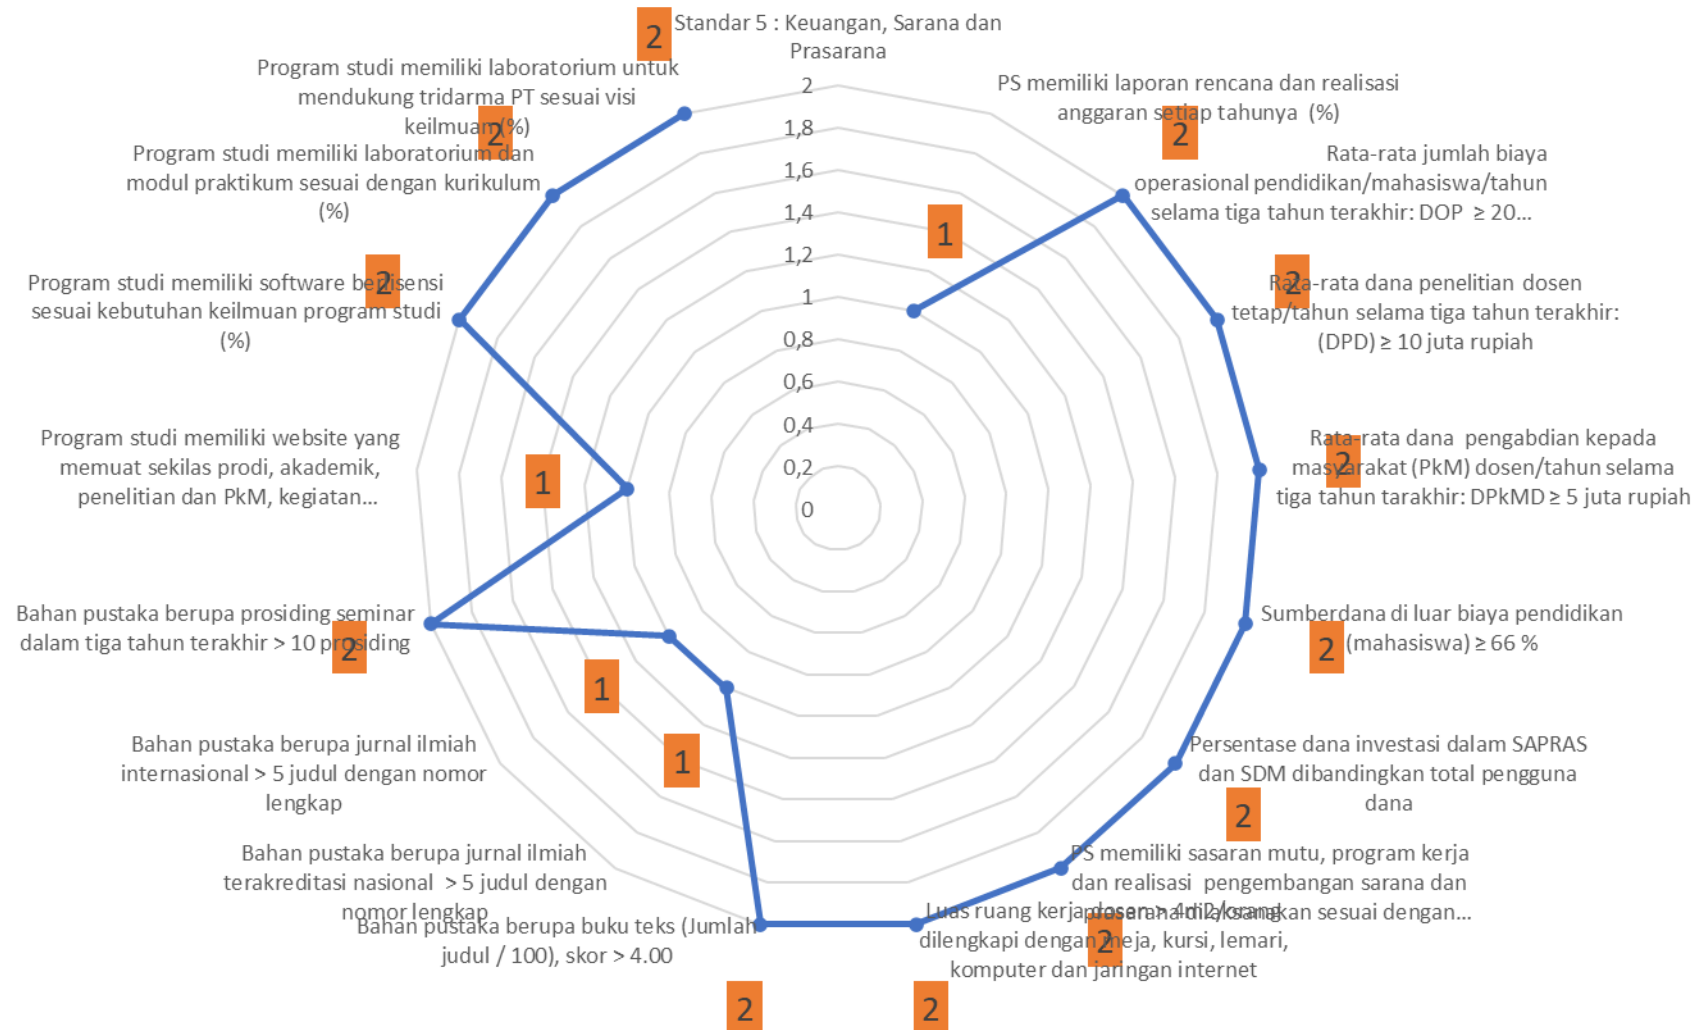 Standar 5 : Keuangan, Sarana dan
Prasarana
PS memiliki laporan rencana dan realisasi
anggaran setiap tahunya (%)
Rata-rata jumlah biaya
operasional pendidikan/mahasiswa/tahun
selama tiga tahun terakhir: DOP ≥ 20...
Rata-rata dana penelitian dosen
tetap/tahun selama tiga tahun terakhir:
(DPD) ≥ 10 juta rupiah
Rata-rata dana pengabdian kepada
masyarakat (PkM) dosen/tahun selama
tiga tahun tarakhir: DPkMD ≥ 5 juta rupiah
Sumberdana di luar biaya pendidikan
(mahasiswa) ≥ 66 %
Persentase dana investasi dalam SAPRAS
dan SDM dibandingkan total pengguna
dana
PS memiliki sasaran mutu, program kerja
dan realisasi pengembangan sarana dan
prasarana dilaksanakan sesuai dengan...
Luas ruang kerja dosen > 4m2/orang
dilengkapi dengan meja, kursi, lemari,
komputer dan jaringan internet
Bahan pustaka berupa buku teks (Jumlah
judul / 100), skor > 4.00
Bahan pustaka berupa jurnal ilmiah
terakreditasi nasional > 5 judul dengan
nomor lengkap
Bahan pustaka berupa jurnal ilmiah
internasional > 5 judul dengan nomor
lengkap
Bahan pustaka berupa prosiding seminar
dalam tiga tahun terakhir > 10 prosiding
Program studi memiliki website yang
memuat sekilas prodi, akademik,
penelitian dan PkM, kegiatan...
Program studi memiliki software berlisensi
sesuai kebutuhan keilmuan program studi
(%)
Program studi memiliki laboratorium dan
modul praktikum sesuai dengan kurikulum
(%)
Program studi memiliki laboratorium untuk
mendukung tridarma PT sesuai visi
keilmuan (%)
2
1,8
1,6
1,4
1,2
1
0,8
0,6
0,4
0,2
0
1
2
2
2
2
2
2
2
2
1
1
2
1
2
2
2